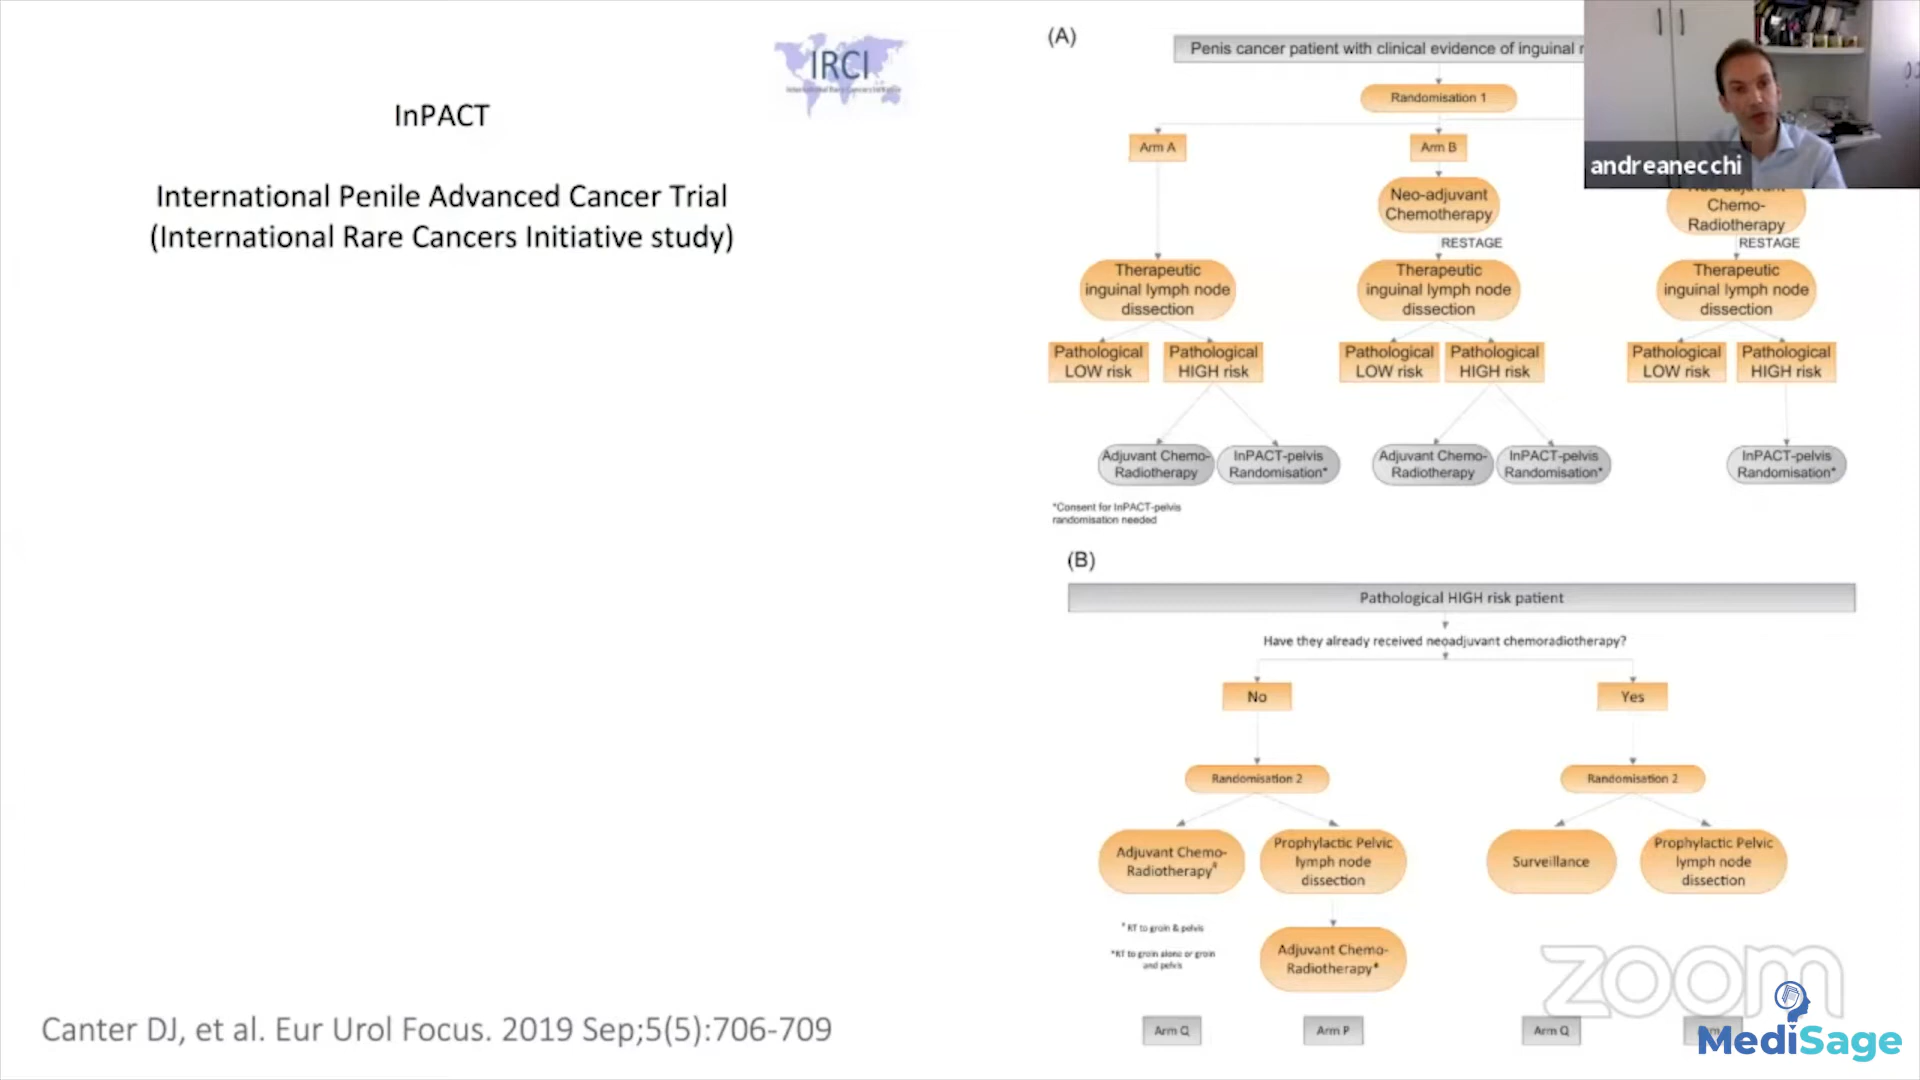 IRCI
International Rare Cancers Initiative
InPACT
International Penile Advanced Cancer Trial
(International Rare Cancers Initiative study)
Canter DJ, et al. Eur Urol Focus. 2019 Sep;5(5):706-709
(A)
Penis cancer patient with clinical evidence of inguinal
Randomisation 1
Arm A
Arm B
Neo-adjuvant
Chemotherapy
Neo-adjuvant
Chemo-
Radiotherapy
RESTAGE
RESTAGE
Therapeutic
inguinal lymph node
dissection
Therapeutic
inguinal lymph node
dissection
Therapeutic
inguinal lymph node
dissection
Pathological
LOW risk
Pathological
HIGH risk
Pathological
LOW risk
Pathological
HIGH risk
Pathological
LOW risk
Pathological
HIGH risk
Adjuvant Chemo-
Radiotherapy
InPACT-pelvis
Randomisation*
Adjuvant Chemo-
Radiotherapy
InPACT-pelvis
Randomisation*
InPACT-pelvis
Randomisation*
*Consent for InPACT-pelvis
randomisation needed
(B)
Pathological HIGH risk patient
Have they already received neoadjuvant chemoradiotherapy?
No
Yes
Randomisation 2
Randomisation 2
Adjuvant Chemo-
Radiotherapy#
Prophylactic Pelvic
lymph node
dissection
Surveillance
Prophylactic Pelvic
lymph node
dissection
# RT to groin & pelvis
*RT to groin alone or groin
and pelvis
Adjuvant Chemo-
Radiotherapy*
Arm Q
Arm P
Arm Q
andreanecchi
zoom
MediSage